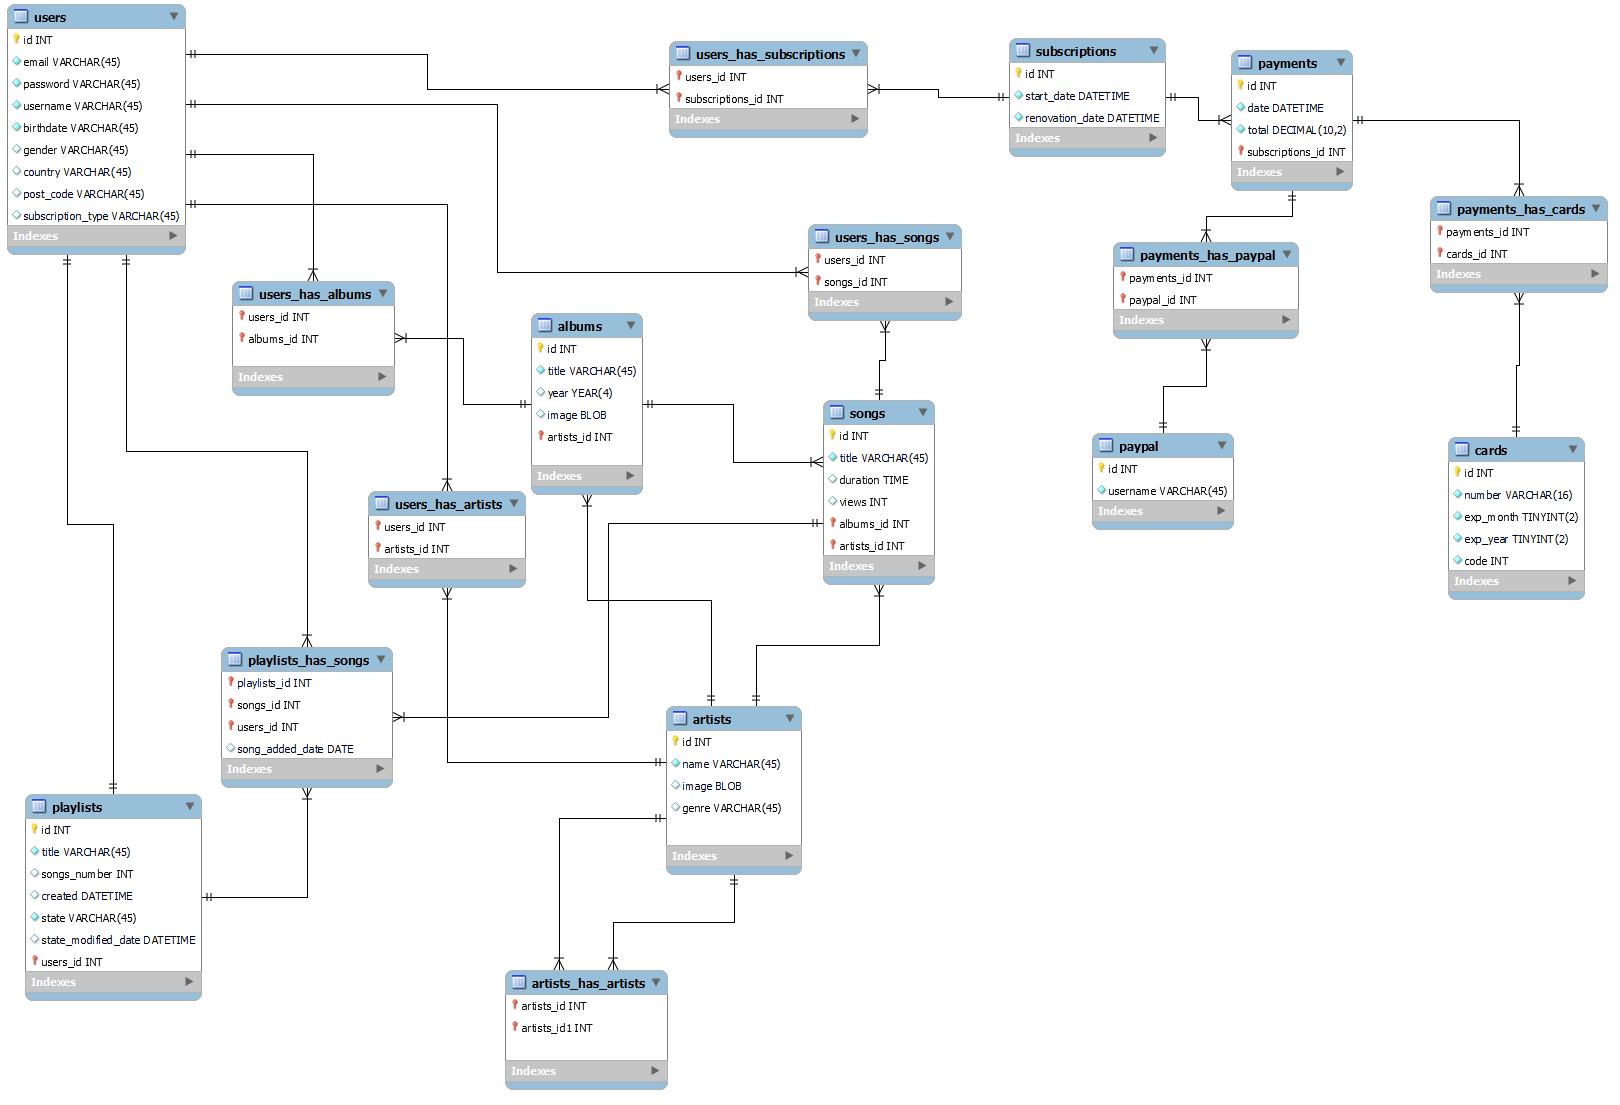 users
id INT
email VARCHAR(45)
password VARCHAR(45)
username VARCHAR(45)
birthdate VARCHAR(45)
gender VARCHAR(45)
country VARCHAR(45)
post_code VARCHAR(45)
subscription_type VARCHAR(45)
Indexes
users_has_subscriptions
users_id INT
subscriptions_id INT
Indexes
subscriptions
id INT
start_date DATETIME
renovation_date DATETIME
Indexes
payments
id INT
date DATETIME
total DECIMAL(10,2)
subscriptions_id INT
Indexes
payments_has_cards
payments_id INT
cards_id INT
Indexes
users_has_songs
users_id INT
songs_id INT
Indexes
payments_has_paypal
payments_id INT
paypal_id INT
Indexes
users_has_albums
users_id INT
albums_id INT
Indexes
albums
id INT
title VARCHAR(45)
year YEAR(4)
image BLOB
artists_id INT
Indexes
songs
id INT
title VARCHAR(45)
duration TIME
views INT
albums_id INT
artists_id INT
Indexes
paypal
id INT
username VARCHAR(45)
Indexes
cards
id INT
number VARCHAR(16)
exp_month TINYINT(2)
exp_year TINYINT(2)
code INT
Indexes
users_has_artists
users_id INT
artists_id INT
Indexes
playlists_has_songs
playlists_id INT
songs_id INT
users_id INT
song_added_date DATE
Indexes
artists
id INT
name VARCHAR(45)
image BLOB
genre VARCHAR(45)
Indexes
playlists
id INT
title VARCHAR(45)
songs_number INT
created DATETIME
state VARCHAR(45)
state_modified_date DATETIME
users_id INT
Indexes
artists_has_artists
artists_id INT
artists_id1 INT
Indexes